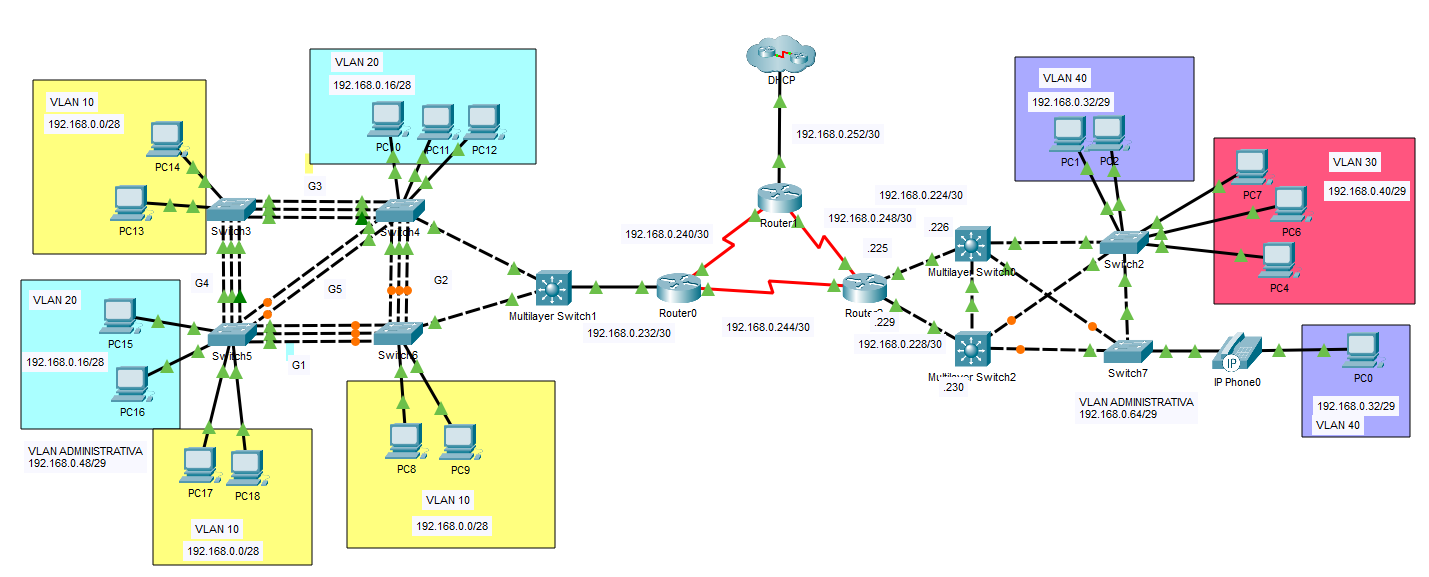 VLAN 10
192.168.0.0/28
PC14
PC13
Switch3
VLAN 20
192.168.0.16/28
PC10
PC11
PC12
G3
Switch4
G4
G5
G2
VLAN 20
PC15
192.168.0.16/28
PC16
Switch5
G1
Switch6
VLAN ADMINISTRATIVA
192.168.0.48/29
PC17
PC18
VLAN 10
192.168.0.0/28
PC8
PC9
VLAN 10
192.168.0.0/28
Multilayer Switch1
192.168.0.232/30
Router0
192.168.0.240/30
DHCP
192.168.0.252/30
Router1
192.168.0.248/30
192.168.0.244/30
192.168.0.224/30
.225
.226
.229
192.168.0.228/30
Multilayer Switch0
Multilayer Switch2
.230
VLAN 40
192.168.0.32/29
PC1
PC2
VLAN 30
192.168.0.40/29
PC7
PC6
PC4
Switch2
Switch7
VLAN ADMINISTRATIVA
192.168.0.64/29
IP
IP Phone0
PC0
192.168.0.32/29
VLAN 40